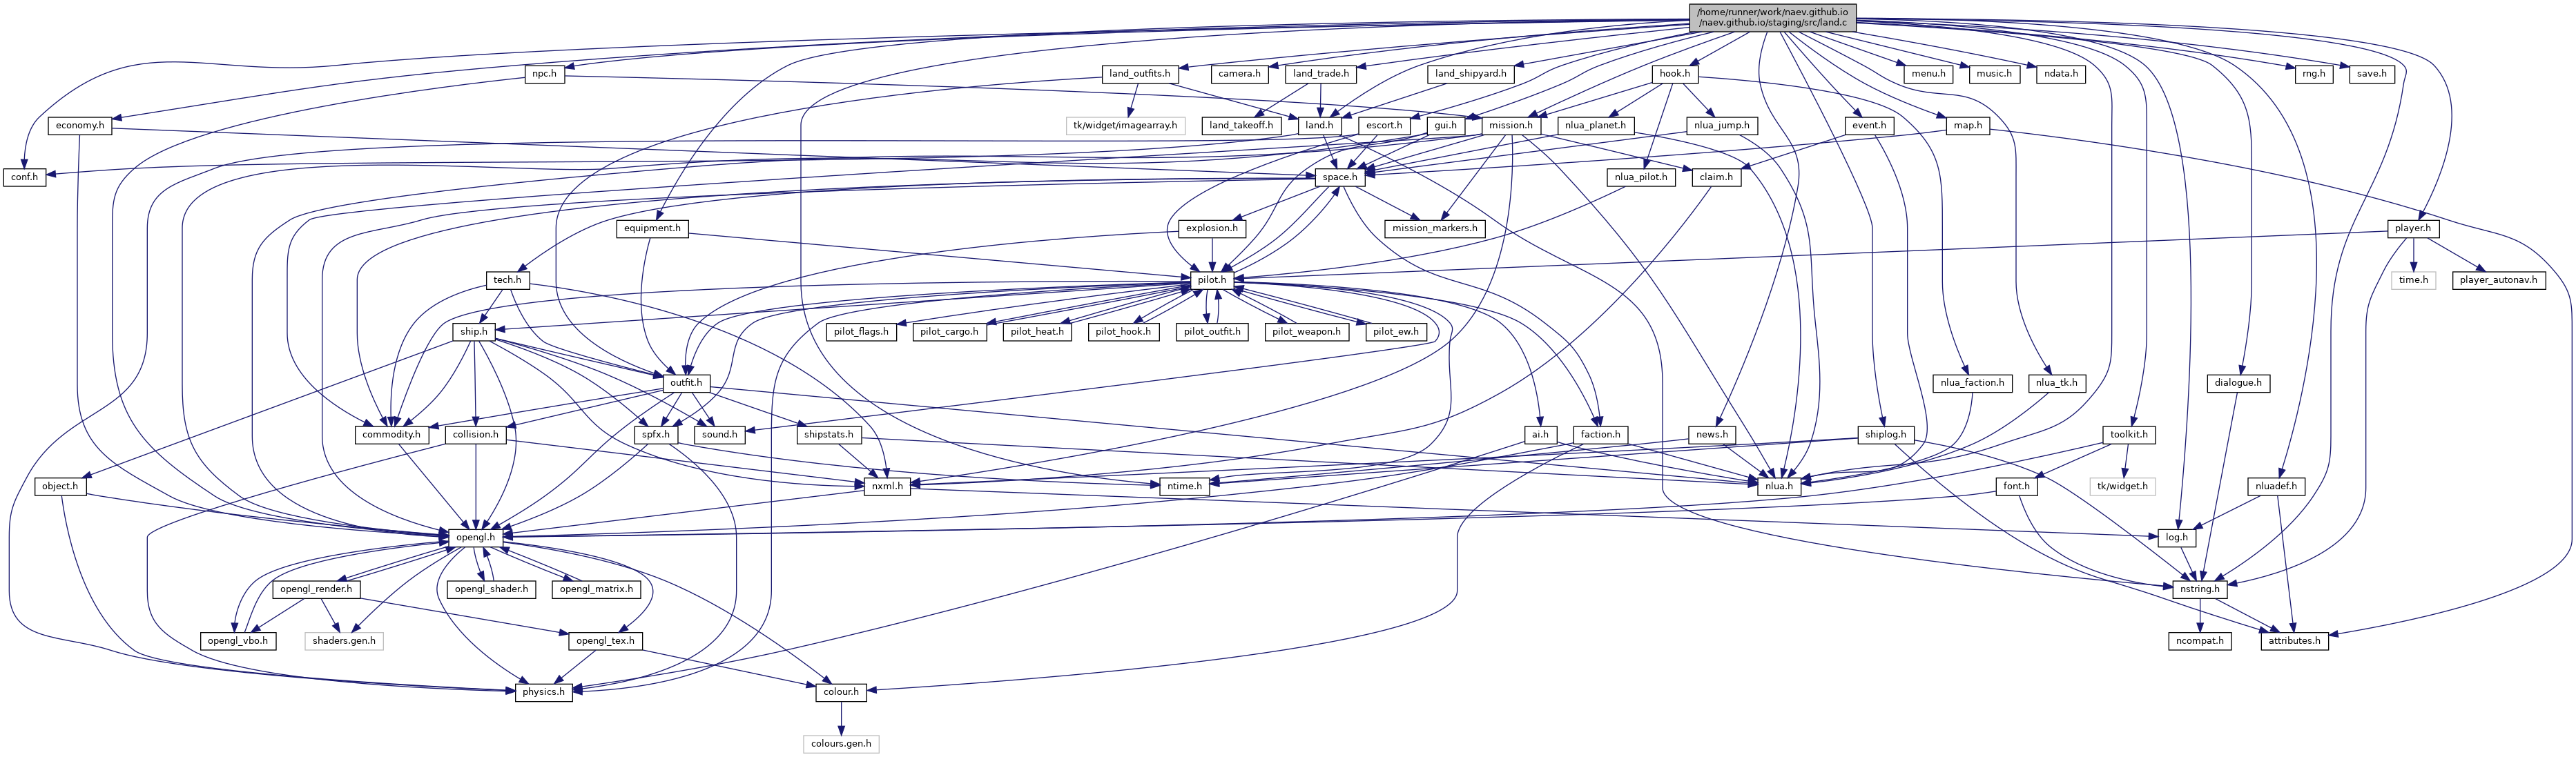 /home/runner/work/naev.github.io
/naev.github.io/staging/src/land.c
npc.h
land_outfits.h
camera.h
land_trade.h
land_shipyard.h
hook.h
menu.h
music.h
ndata.h
rng.h
save.h
economy.h
tk/widget/imagearray.h
land_takeoff.h
land.h
escort.h
gui.h
mission.h
nlua_planet.h
nlua_jump.h
event.h
map.h
conf.h
space.h
nlua_pilot.h
claim.h
equipment.h
explosion.h
mission_markers.h
player.h
tech.h
pilot.h
time.h
player_autonav.h
ship.h
pilot_flags.h
pilot_cargo.h
pilot_heat.h
pilot_hook.h
pilot_outfit.h
pilot_weapon.h
pilot_ew.h
outfit.h
nlua_faction.h
nlua_tk.h
dialogue.h
commodity.h
collision.h
spfx.h
sound.h
shipstats.h
ai.h
faction.h
news.h
shiplog.h
toolkit.h
object.h
nxml.h
ntime.h
nlua.h
font.h
tk/widget.h
nluadef.h
opengl.h
log.h
opengl_render.h
opengl_shader.h
opengl_matrix.h
nstring.h
opengl_vbo.h
shaders.gen.h
opengl_tex.h
ncompat.h
attributes.h
physics.h
colour.h
colours.gen.h